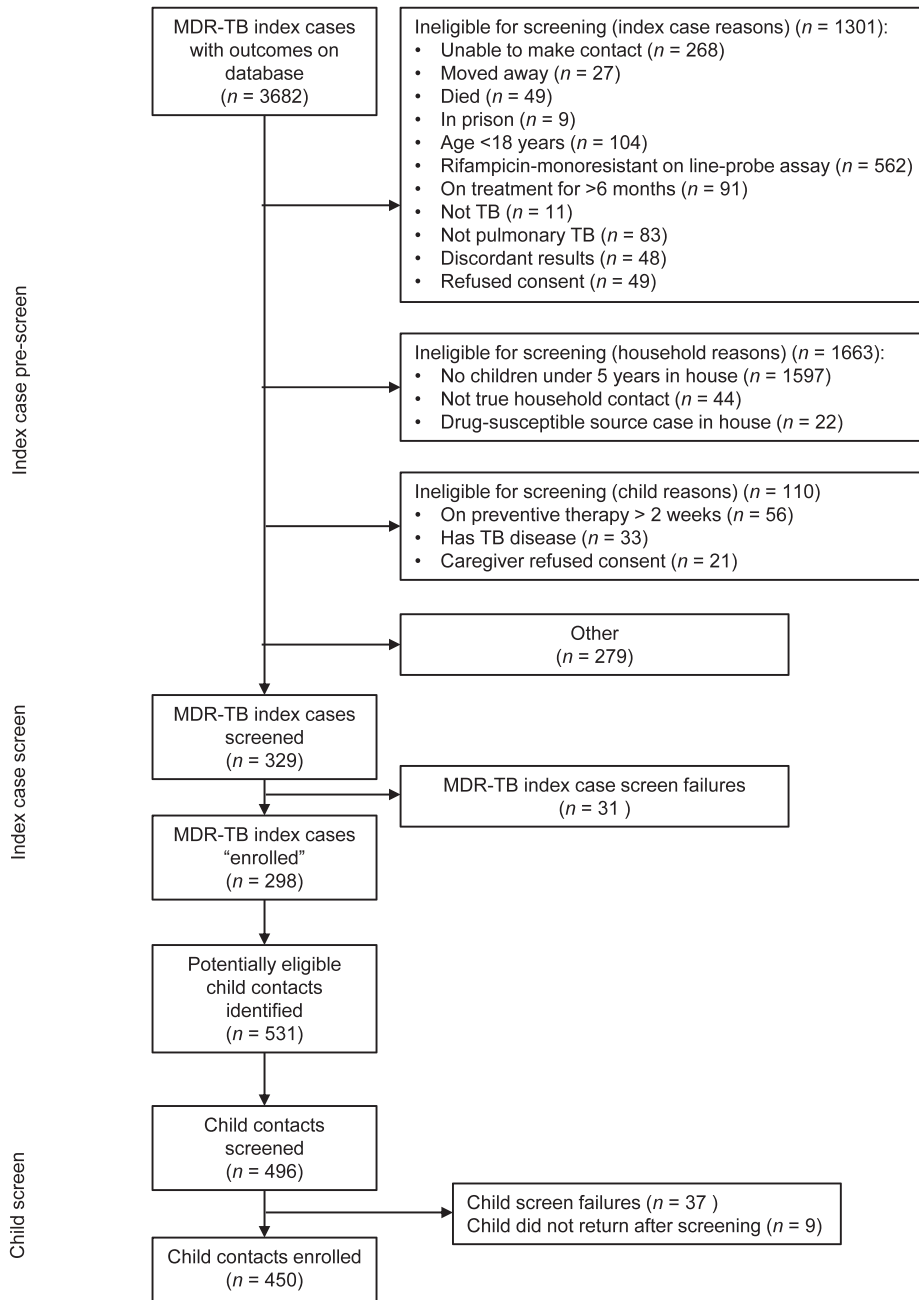 MDR-TB index cases
with outcomes on
database
(n = 3682)
Ineligible for screening (index case reasons) (n = 1301):
• Unable to make contact (n = 268)
• Moved away (n = 27)
• Died (n = 49)
• In prison (n = 9)
• Age <18 years (n = 104)
• Rifampicin-monoresistant on line-probe assay (n = 562)
• On treatment for >6 months (n = 91)
• Not TB (n = 11)
• Not pulmonary TB (n = 83)
• Discordant results (n = 48)
• Refused consent (n = 49)
Index case pre-screen
Ineligible for screening (household reasons) (n = 1663):
• No children under 5 years in house (n = 1597)
• Not true household contact (n = 44)
• Drug-susceptible source case in house (n = 22)
Ineligible for screening (child reasons) (n = 110)
• On preventive therapy > 2 weeks (n = 56)
• Has TB disease (n = 33)
• Caregiver refused consent (n = 21)
Other
(n = 279)
Index case screen
MDR-TB index cases
screened
(n = 329)
MDR-TB index case screen failures
(n = 31 )
MDR-TB index cases
“enrolled”
(n = 298)
Potentially eligible
child contacts
identified
(n = 531)
Child screen
Child contacts
screened
(n = 496)
Child screen failures (n = 37 )
Child did not return after screening (n = 9)
Child contacts enrolled
(n = 450)